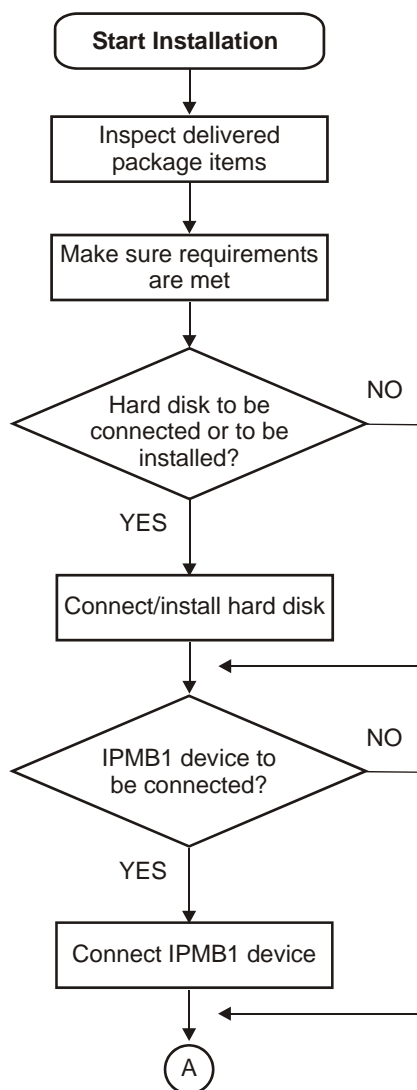 Start Installation
Inspect delivered
package items
Make sure requirements
are met
Hard disk to be
connected or to be
installed?
NO
YES
Connect/install hard disk
IPMB1 device to
be connected?
NO
YES
Connect IPMB1 device
A